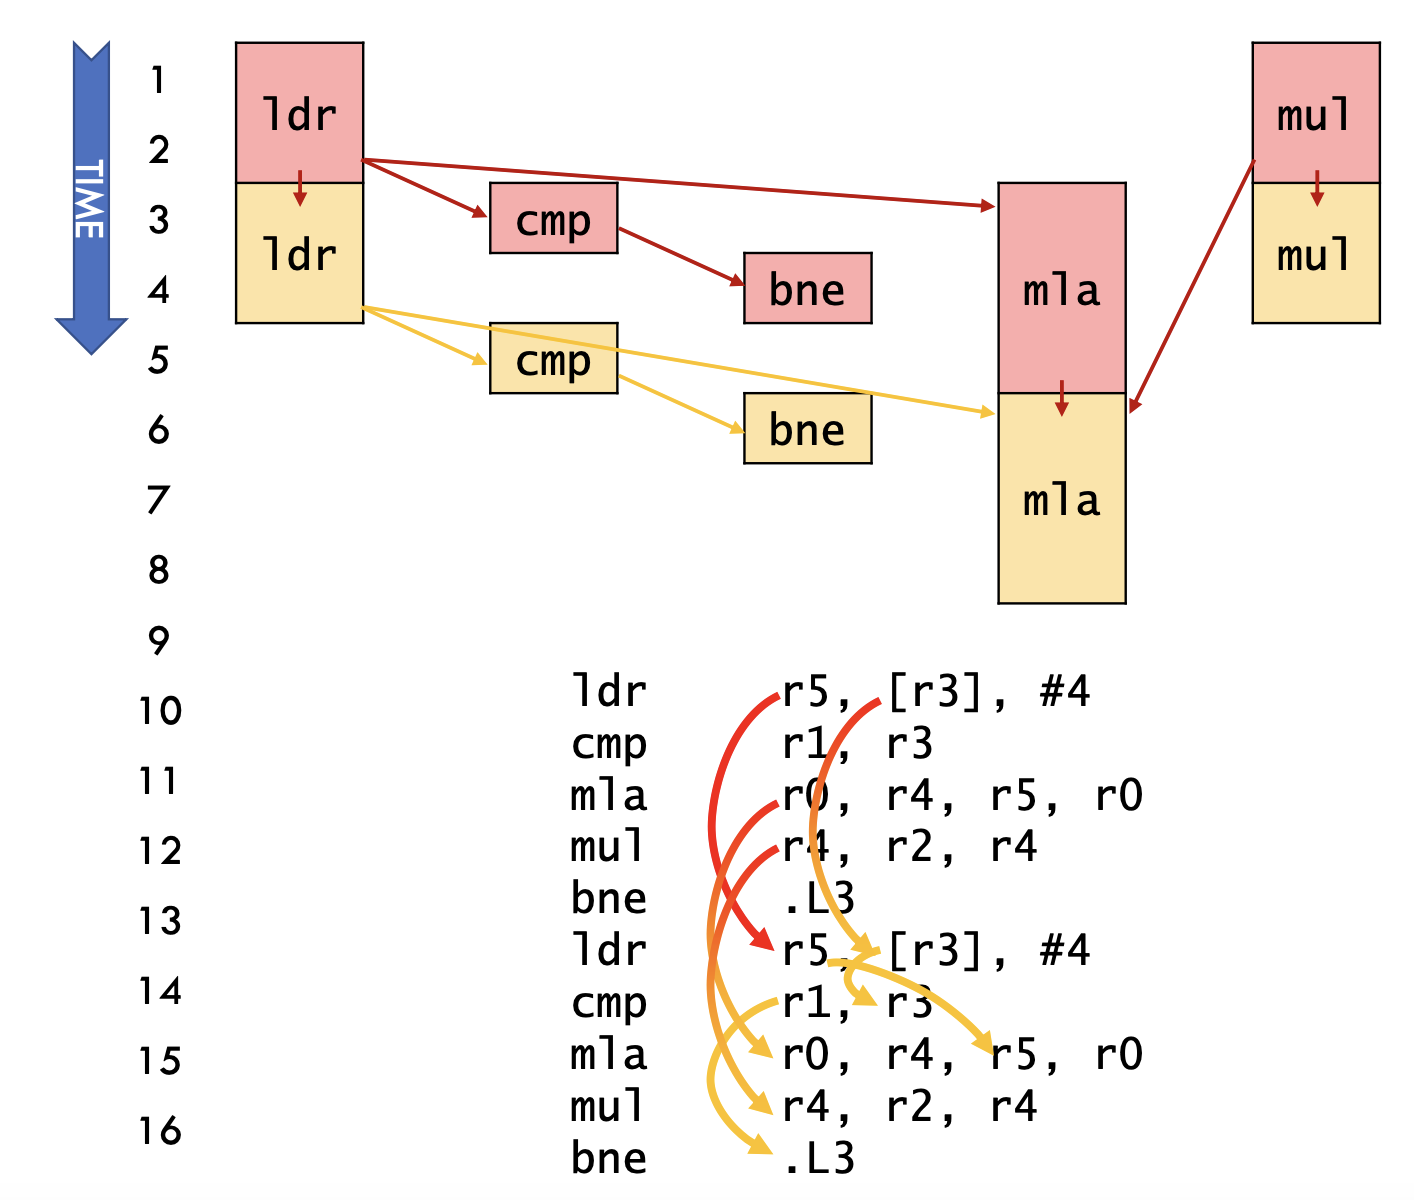 TIME
1
ldr
mul
2
3
cmp
ldr
mul
4
bne
mla
5
cmp
6
bne
7
mla
8
9
10
11
12
13
14
15
16
ldr r5, [r3], #4
cmp r1, r3
mla r0, r4, r5, r0
mul r4, r2, r4
bne .L3
ldr r5, [r3], #4
cmp r1, r3
mla r0, r4, r5, r0
mul r4, r2, r4
bne .L3